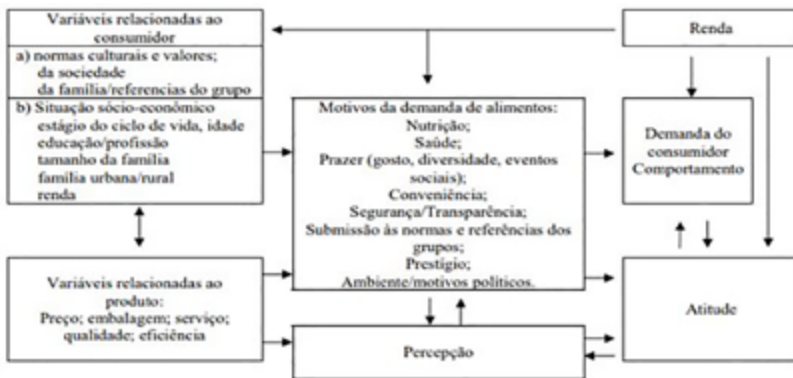 Variáveis relacionadas ao
consumidor
a) normas culturais e valores;
da sociedade
da família/referencias do grupo
b) Situação sócio-econômico
estágio do ciclo de vida, idade
educação/profissão
tamanho da família
família urbana/rural
renda
Variáveis relacionadas ao
produto:
Preço; embalagem; serviço;
qualidade; eficiência
Motivos da demanda de alimentos:
Nutrição;
Saúde;
Prazer (gosto, diversidade, eventos
sociais);
Conveniência;
Segurança/Transparência;
Submissão às normas e referências dos
grupos;
Prestígio;
Ambiente/motivos políticos.
Percepção
Renda
Demanda do
consumidor
Comportamento
Atitude